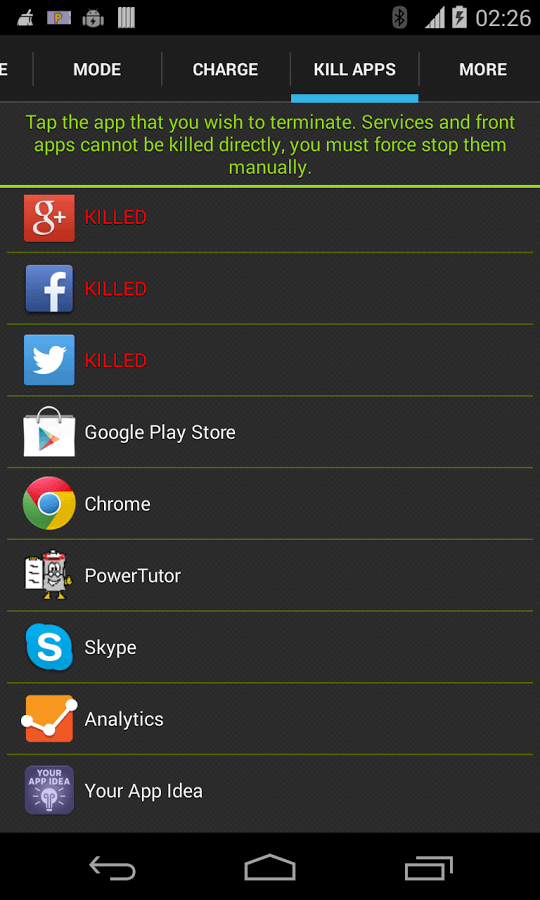 02:26
E MODE CHARGE KILL APPS MORE
Tap the app that you wish to terminate. Services and front
apps cannot be killed directly, you must force stop them
manually.
g+ KILLED
f KILLED
KILLED
Google Play Store
Chrome
PowerTutor
S Skype
Analytics
YOUR
APP IDEA
Your App Idea